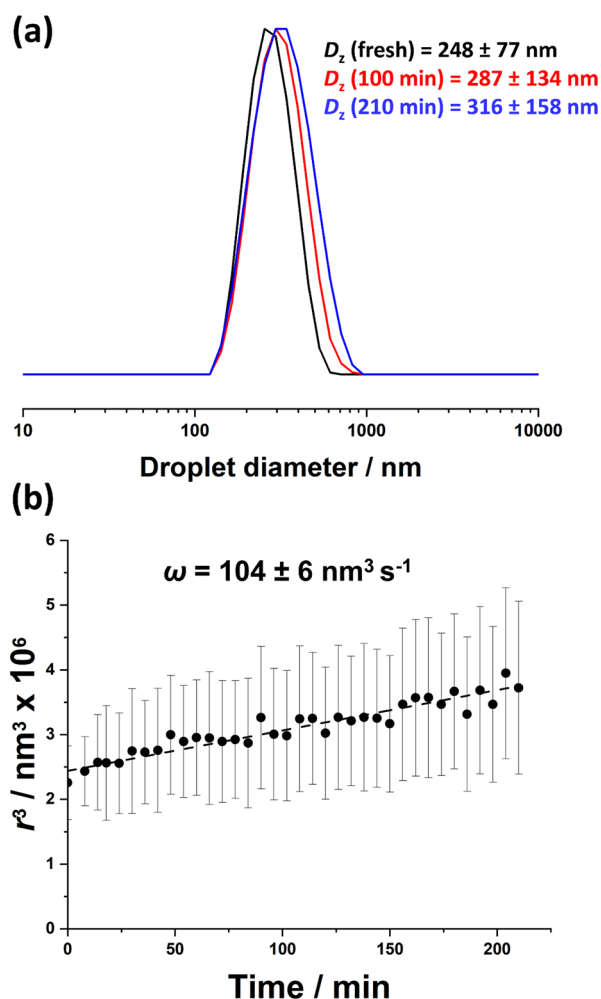 (a)
Dz (fresh) = 248 ± 77 nm
Dz (100 min) = 287 ± 134 nm
Dz (210 min) = 316 ± 158 nm
10 100 1000 10000
Droplet diameter / nm
(b)
ω = 104 ± 6 nm³ s⁻¹
6
5
4
3
2
1
0
r³ / nm³ x 10⁶
0 50 100 150 200
Time / min